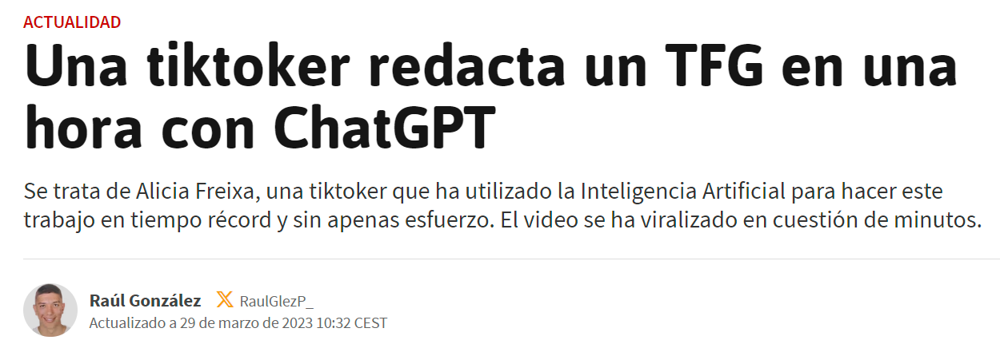 ACTUALIDAD
Una tiktoker redacta un TFG en una
hora con ChatGPT
Se trata de Alicia Freixa, una tiktoker que ha utilizado la Inteligencia Artificial para hacer este
trabajo en tiempo récord y sin apenas esfuerzo. El video se ha viralizado en cuestión de minutos.
Raúl González RaulGlezP_
Actualizado a 29 de marzo de 2023 10:32 CEST